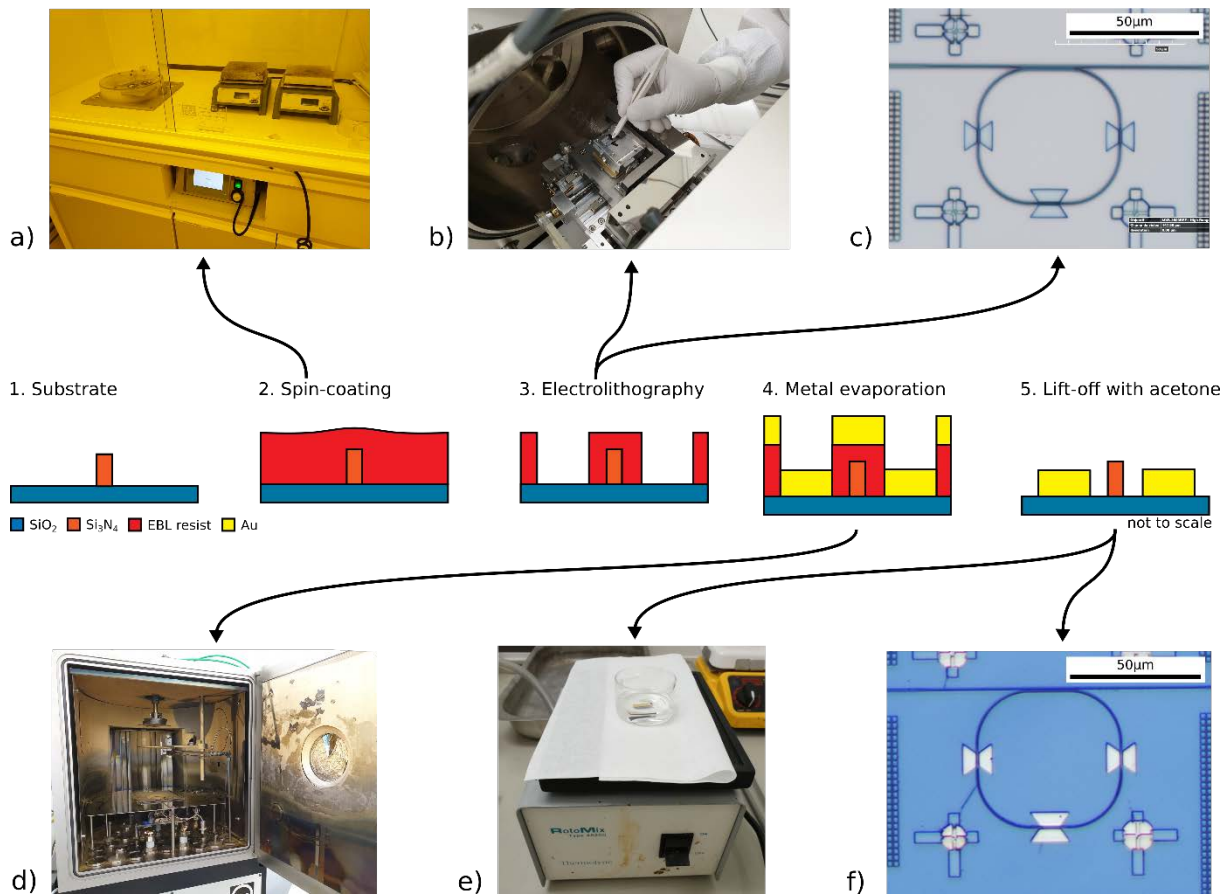 50µm
50µm
a)
b)
c)
1. Substrate
2. Spin-coating
3. Electrolithography
4. Metal evaporation
5. Lift-off with acetone
SiO₂
Si₃N₄
EBL resist
Au
not to scale
ROTOMIX
d)
e)
f)